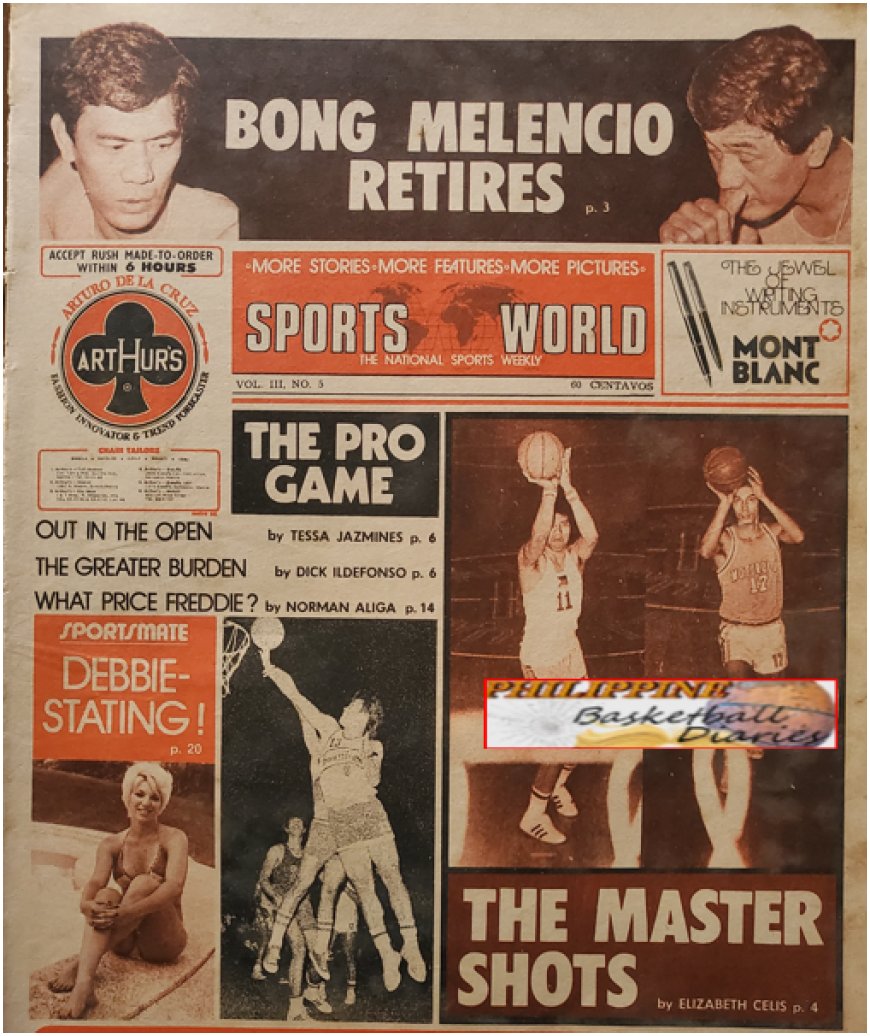 BONG MELENCIO
RETIRES
p. 3
ACCEPT RUSH MADE-TO-ORDER
WITHIN 6 HOURS
ARTURO DE LA CRUZ
ARTHUR'S
FASHION INNOVATOR & TREND FORECASTER
CHAIN TAILORS
•MORE STORIES•MORE FEATURES•MORE PICTURES•
SPORTS WORLD
THE NATIONAL SPORTS WEEKLY
VOL. III, NO. 5
60 CENTAVOS
THE JEWEL
OF
WRITING
INSTRUMENTS
MONT
BLANC
THE PRO
GAME
OUT IN THE OPEN by TESSA JAZMINES p. 6
THE GREATER BURDEN by DICK ILDEFONSO p. 6
WHAT PRICE FREDDIE? by NORMAN ALIGA p. 14
SPORTSMATE
DEBBIE-
STATING!
p. 20
11
17
17
PHILIPPINE
Basketball
Diaries
THE MASTER
SHOTS
by ELIZABETH CELIS p. 4